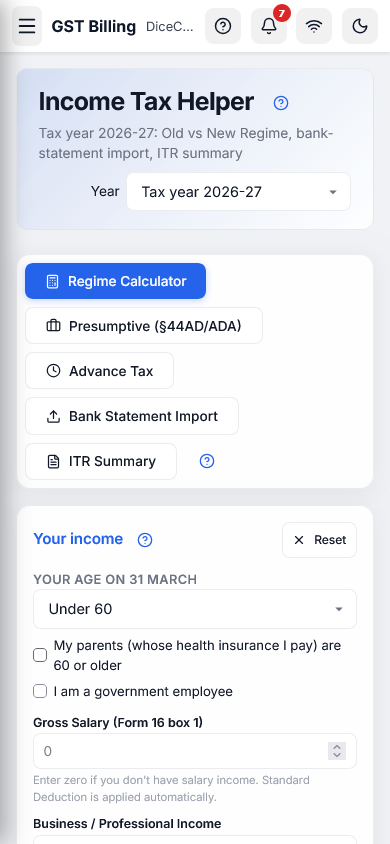 GST Billing DiceC...
7
Income Tax Helper
Tax year 2026-27: Old vs New Regime, bank-
statement import, ITR summary
Year Tax year 2026-27
Regime Calculator
Presumptive (§44AD/ADA)
Advance Tax
Bank Statement Import
ITR Summary
Your income
Reset
YOUR AGE ON 31 MARCH
Under 60
My parents (whose health insurance I pay) are
60 or older
I am a government employee
Gross Salary (Form 16 box 1)
0
Enter zero if you don't have salary income. Standard
Deduction is applied automatically.
Business / Professional Income